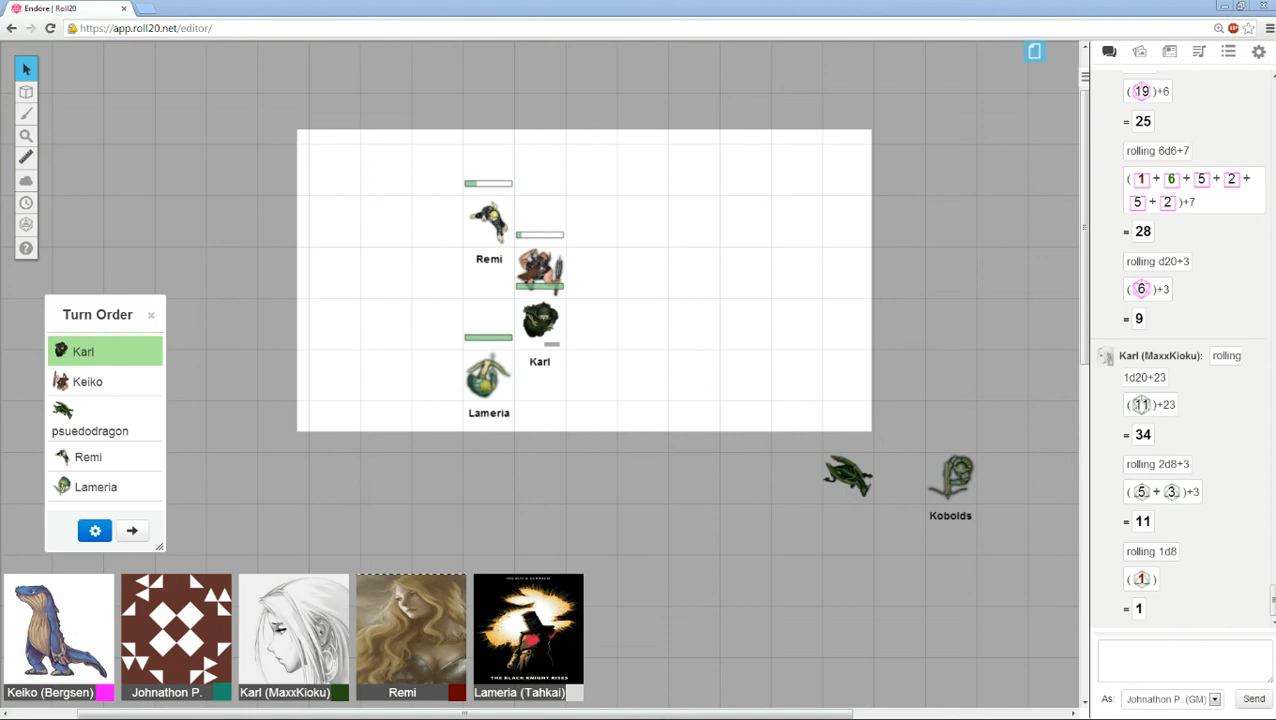 Endore | Roll20
https://app.roll20.net/editor/
(19)+6
= 25
rolling 6d6+7
(1 + 6 + 5 + 2 +
5 + 2)+7
= 28
rolling d20+3
(6)+3
= 9
Karl (MaxxKioku): rolling
1d20+23
(11)+23
= 34
rolling 2d8+3
(5 + 3)+3
= 11
rolling 1d8
(1)
= 1
As: Johnathon P. (GM) Send
Remi
Karl
Lameria
Kobolds
Turn Order ×
Karl
Keiko
psuedodragon
Remi
Lameria
THE BLACK KNIGHT RISES
Keiko (Bergsen) Johnathon P. Karl (MaxxKioku) Remi Lameria (Tahkai)